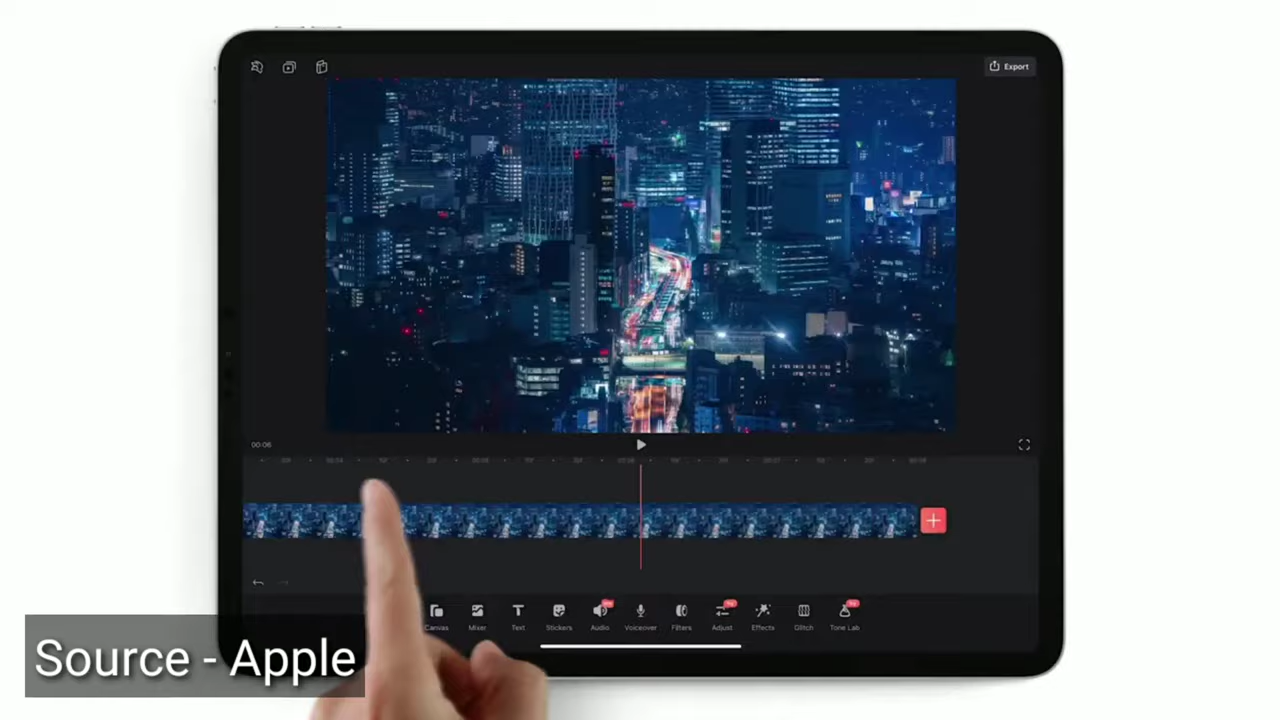 Export
00:06
Canvas
Mixer
Text
Stickers
Audio
Voiceover
Filters
Adjust
Effects
Glitch
Tone Lab
Source - Apple